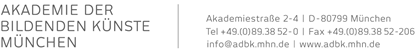 AKADEMIE DER
BILDENDEN KÜNSTE
MÜNCHEN
Akademiestraße 2-4 | D-80799 München
Tel +49.(0)89.38 52-0 | Fax +49.(0)89.38 52-206
info@adbk.mhn.de | www.adbk.mhn.de